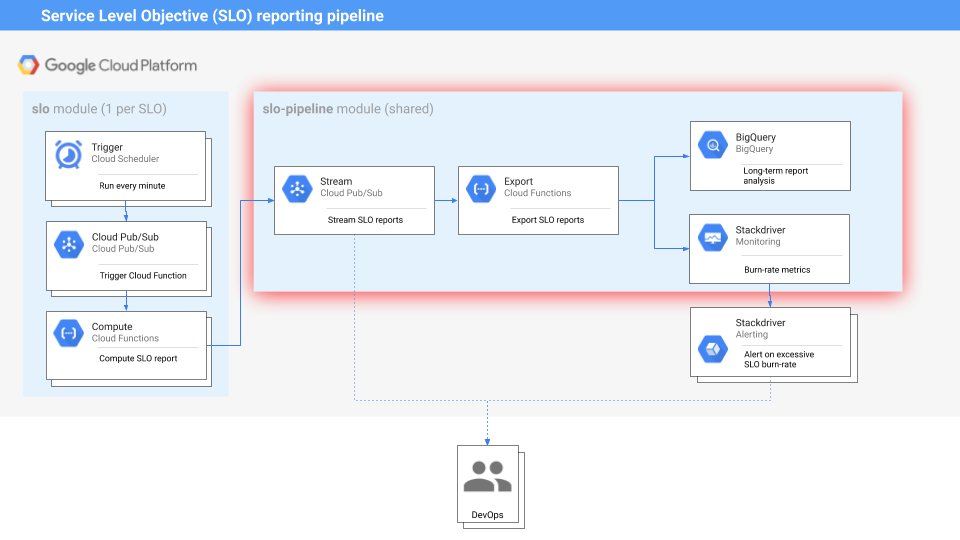 Service Level Objective (SLO) reporting pipeline
Google Cloud Platform
slo module (1 per SLO)
Trigger
Cloud Scheduler
Run every minute
Cloud Pub/Sub
Cloud Pub/Sub
Trigger Cloud Function
Compute
Cloud Functions
Compute SLO report
slo-pipeline module (shared)
Stream
Cloud Pub/Sub
Stream SLO reports
Export
Cloud Functions
Export SLO reports
BigQuery
BigQuery
Long-term report
analysis
Stackdriver
Monitoring
Burn-rate metrics
Stackdriver
Alerting
Alert on excessive
SLO burn-rate
DevOps